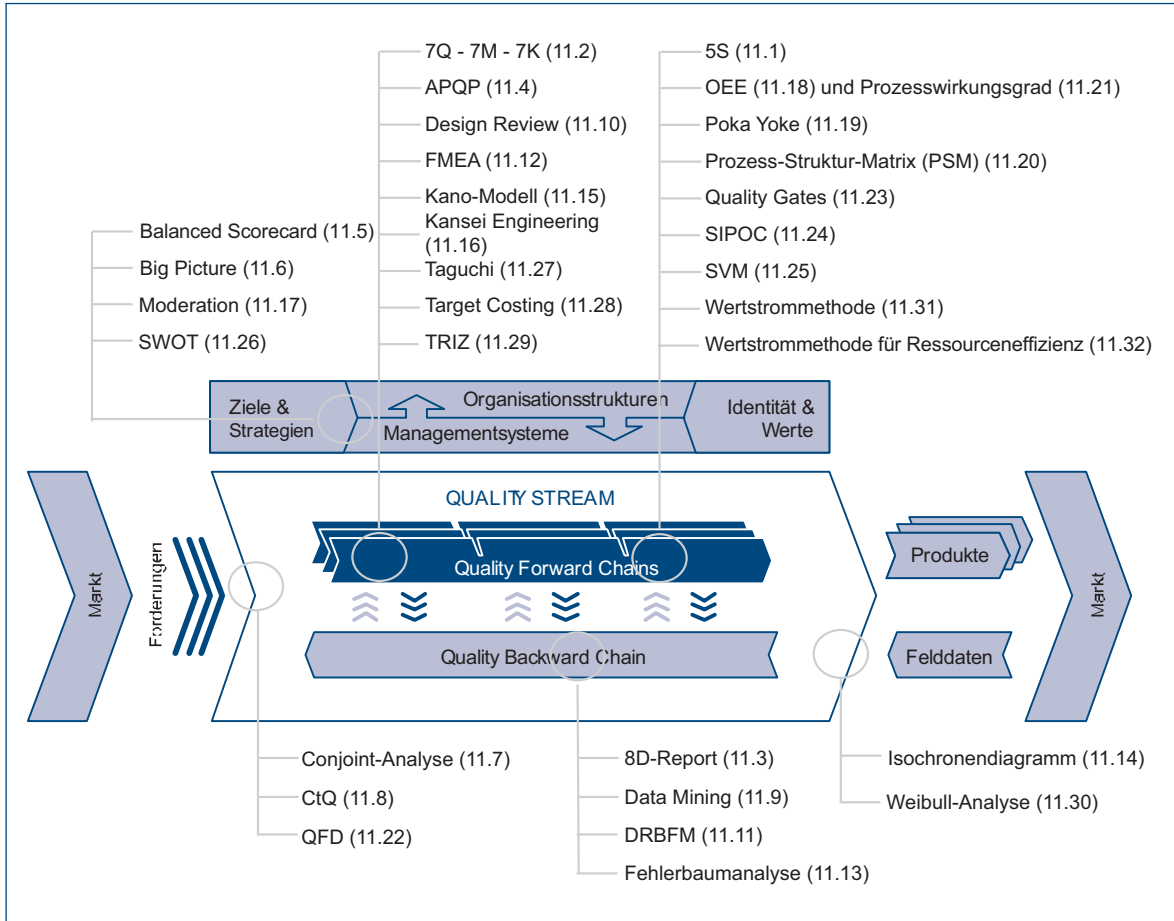 7Q - 7M - 7K (11.2)
APQP (11.4)
Design Review (11.10)
FMEA (11.12)
Kano-Modell (11.15)
Kansei Engineering
(11.16)
Taguchi (11.27)
Target Costing (11.28)
TRIZ (11.29)
5S (11.1)
OEE (11.18) und Prozesswirkungsgrad (11.21)
Poka Yoke (11.19)
Prozess-Struktur-Matrix (PSM) (11.20)
Quality Gates (11.23)
SIPOC (11.24)
SVM (11.25)
Wertstrommethode (11.31)
Wertstrommethode für Ressourceneffizienz (11.32)
Balanced Scorecard (11.5)
Big Picture (11.6)
Moderation (11.17)
SWOT (11.26)
Ziele &
Strategien
Organisationsstrukturen
Managementsysteme
Identität &
Werte
Markt
Forderungen
QUALITY STREAM
Quality Forward Chains
Quality Backward Chain
Produkte
Felddaten
Markt
Conjoint-Analyse (11.7)
CtQ (11.8)
QFD (11.22)
8D-Report (11.3)
Data Mining (11.9)
DRBFM (11.11)
Fehlerbaumanalyse (11.13)
Isochronendiagramm (11.14)
Weibull-Analyse (11.30)